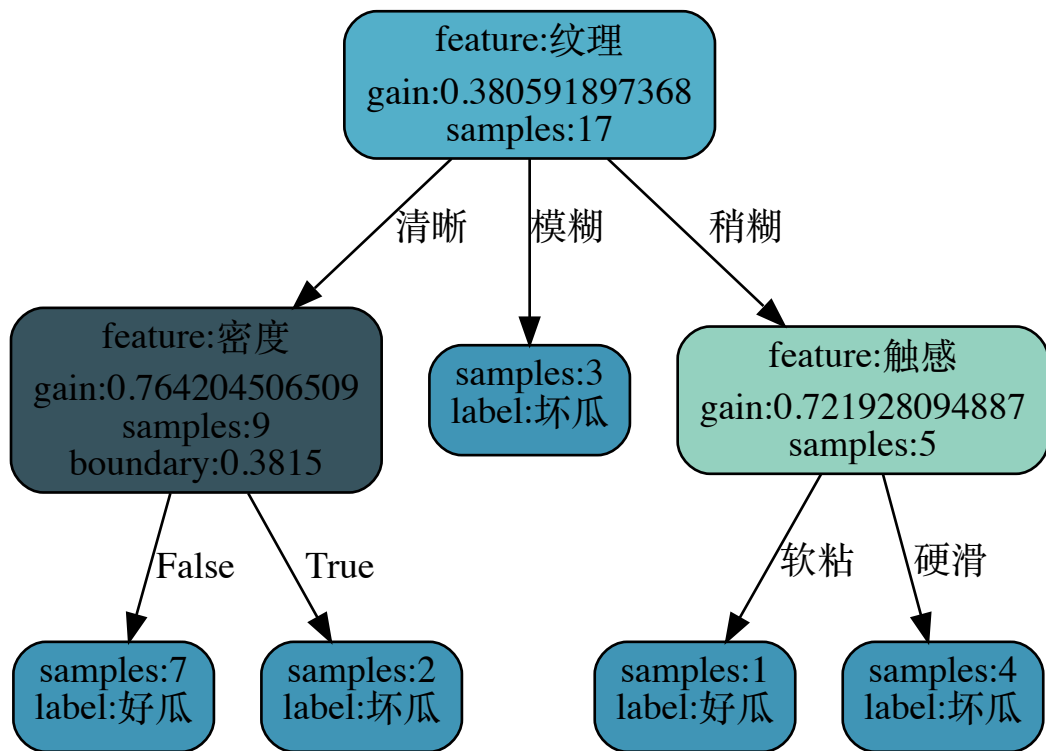 feature:纹理
gain:0.380591897368
samples:17
清晰
模糊
稍糊
feature:密度
gain:0.764204506509
samples:9
boundary:0.3815
samples:3
label:坏瓜
feature:触感
gain:0.721928094887
samples:5
False
True
软粘
硬滑
samples:7
label:好瓜
samples:2
label:坏瓜
samples:1
label:好瓜
samples:4
label:坏瓜